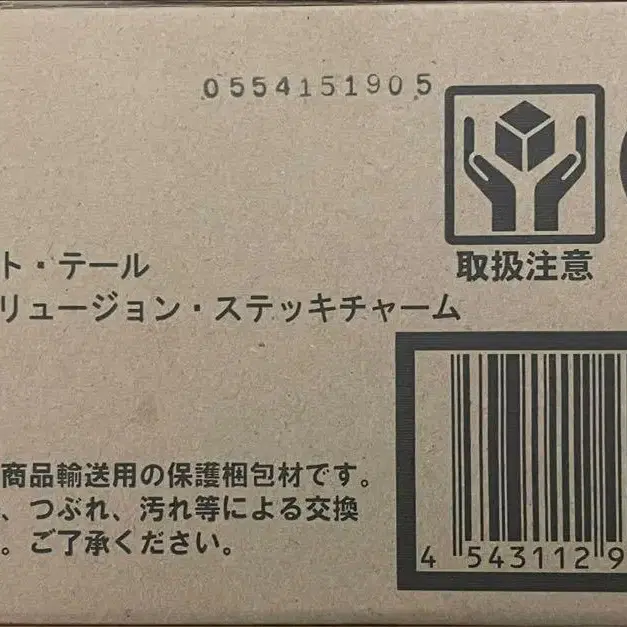 0554151905
取扱注意
ト・テール
リュージョン・ステッキチャーム
商品輸送用の保護梱包材です。
、つぶれ、汚れ等による交換
。ご了承ください。
4 543112 9